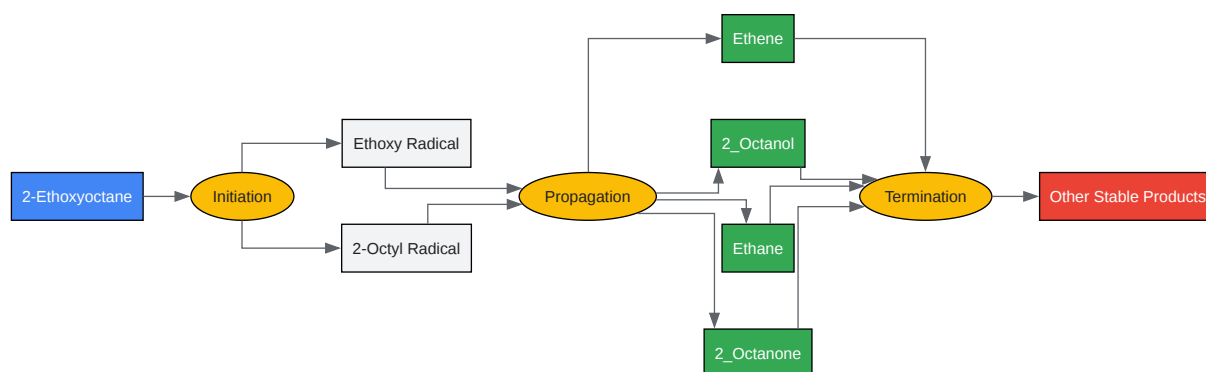 2-Ethoxyoctane
Initiation
Ethoxy Radical
2-Octyl Radical
Propagation
Ethene
2_Octanol
Ethane
2_Octanone
Termination
Other Stable Products